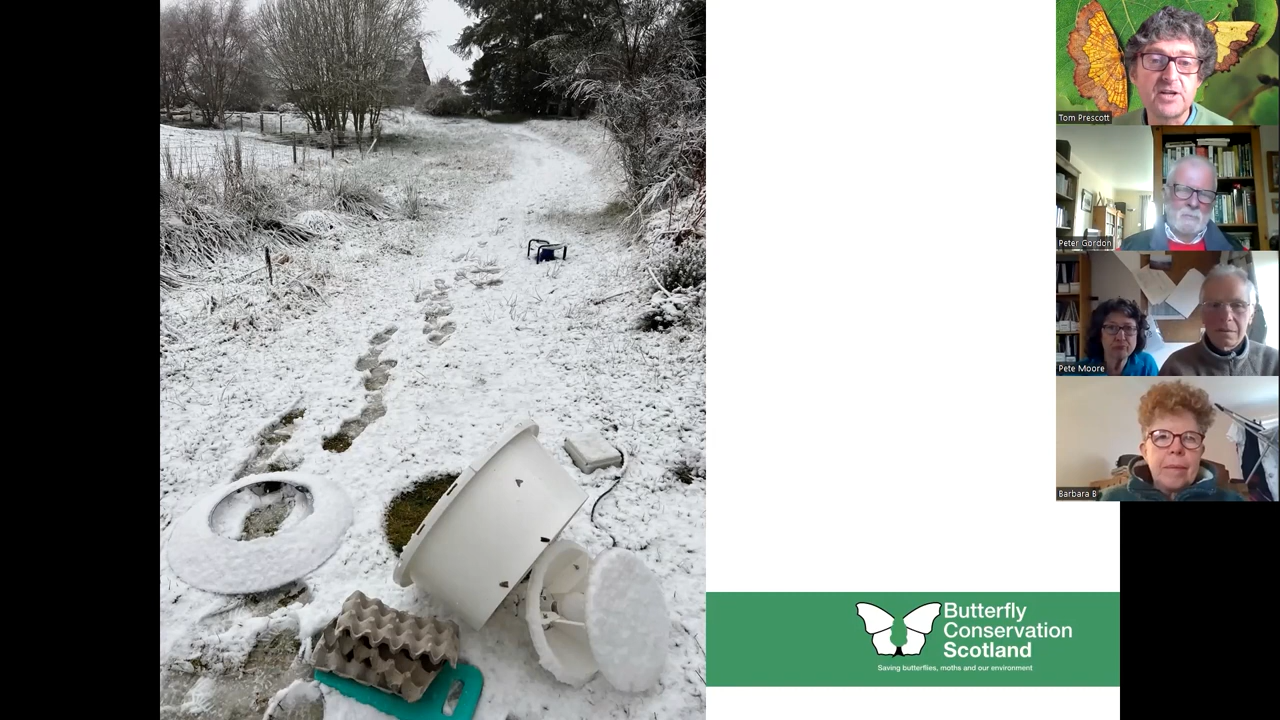 Tom Prescott
Peter Gordon
Pete Moore
Barbara B
Butterfly
Conservation
Scotland
Saving butterflies, moths and our environment